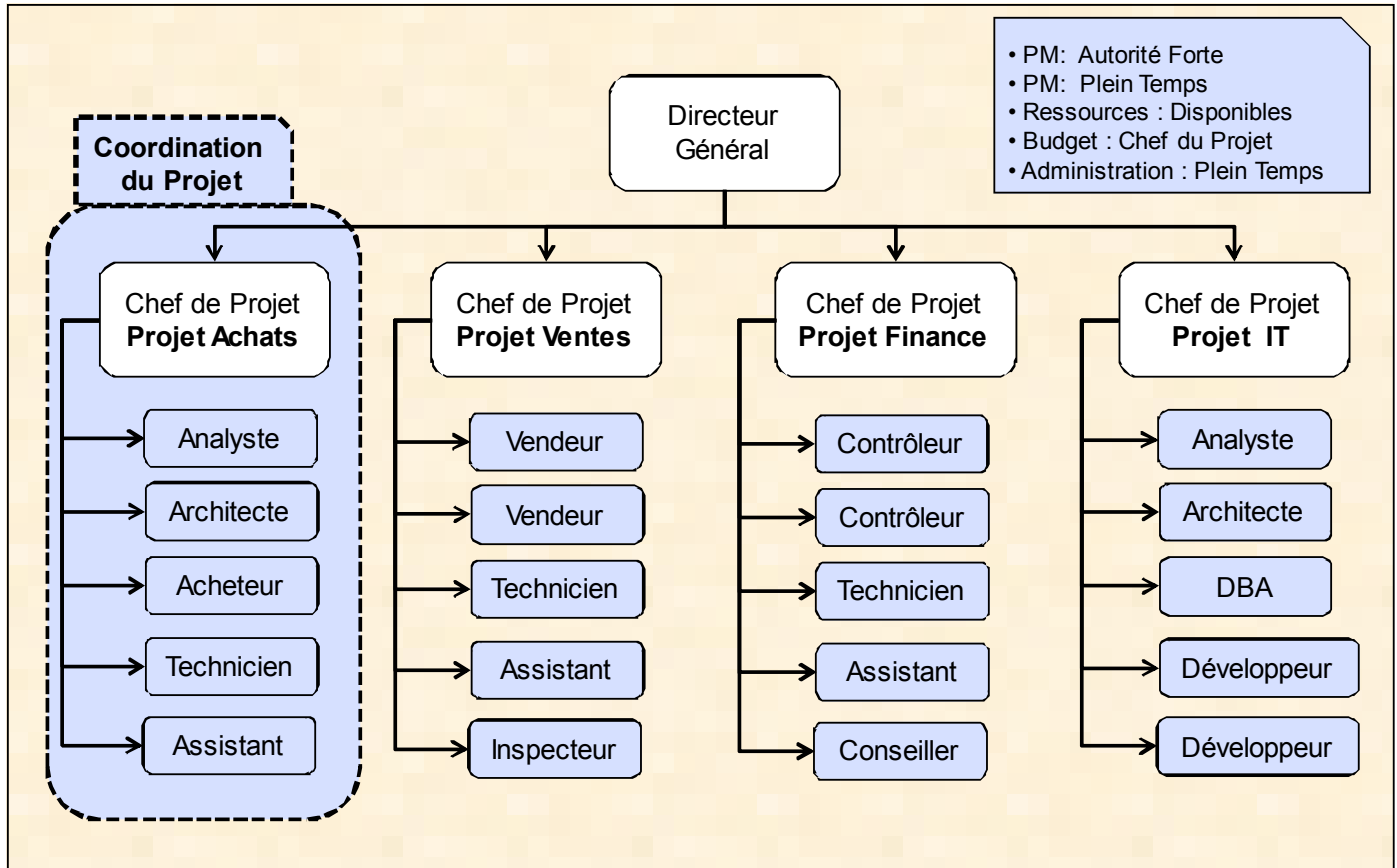 • PM: Autorité Forte
• PM: Plein Temps
• Ressources : Disponibles
• Budget : Chef du Projet
• Administration : Plein Temps
Directeur
Général
Coordination
du Projet
Chef de Projet
Projet Achats
Analyste
Architecte
Acheteur
Technicien
Assistant
Chef de Projet
Projet Ventes
Vendeur
Vendeur
Technicien
Assistant
Inspecteur
Chef de Projet
Projet Finance
Contrôleur
Contrôleur
Technicien
Assistant
Conseiller
Chef de Projet
Projet IT
Analyste
Architecte
DBA
Développeur
Développeur